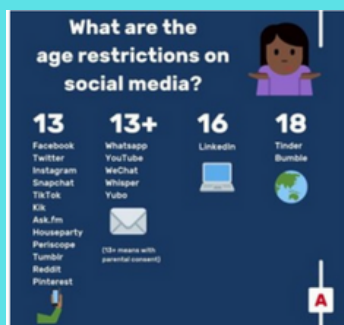 What are the
age restrictions on
social media?
13
Facebook
Twitter
Instagram
Snapchat
TikTok
Kik
Ask.fm
Houseparty
Periscope
Tumblr
Reddit
Pinterest
13+
Whatsapp
YouTube
WeChat
Whisper
Yubo
(13+ means with
parental consent)
16
LinkedIn
18
Tinder
Bumble
A